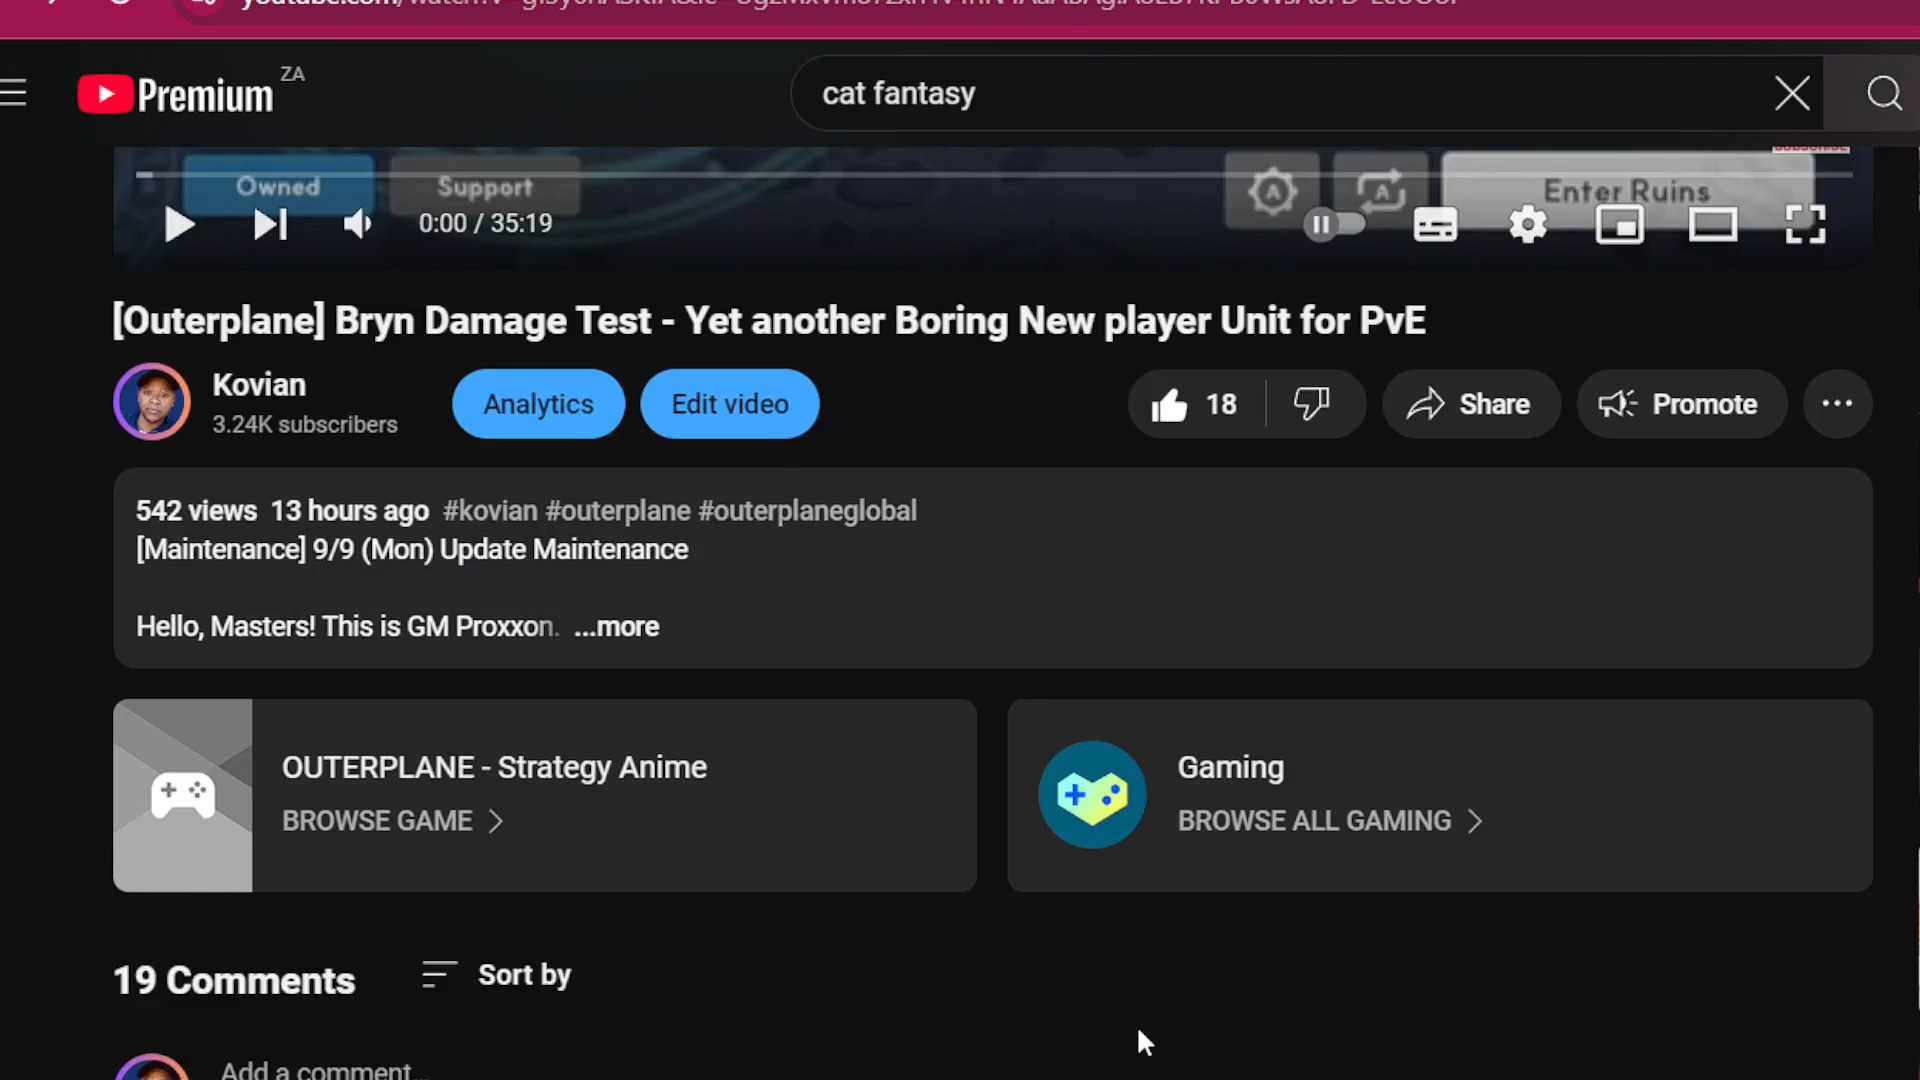 ZA
Premium
cat fantasy
Owned
Support
Enter Ruins
0:00 / 35:19
[Outerplane] Bryn Damage Test - Yet another Boring New player Unit for PvE
Kovian
3.24K subscribers
Analytics
Edit video
18
Share
Promote
542 views 13 hours ago #kovian #outerplane #outerplaneglobal
[Maintenance] 9/9 (Mon) Update Maintenance
Hello, Masters! This is GM Proxxon. ...more
OUTERPLANE - Strategy Anime
BROWSE GAME
Gaming
BROWSE ALL GAMING
19 Comments
Sort by
Add a comment...